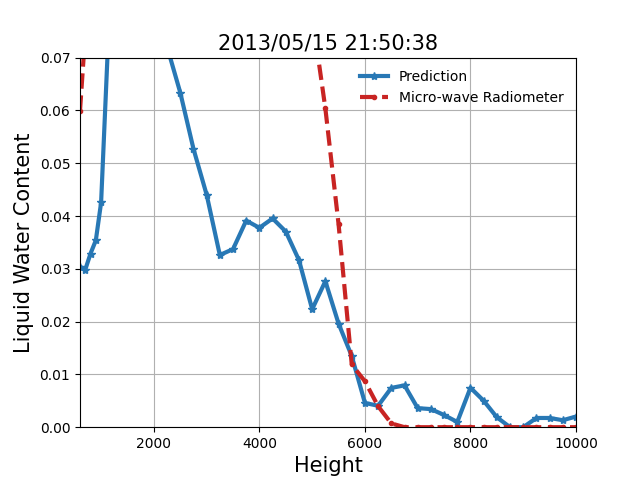 2013/05/15 21:50:38
Prediction
Micro-wave Radiometer
Liquid Water Content
0.07
0.06
0.05
0.04
0.03
0.02
0.01
0.00
2000 4000 6000 8000 10000
Height